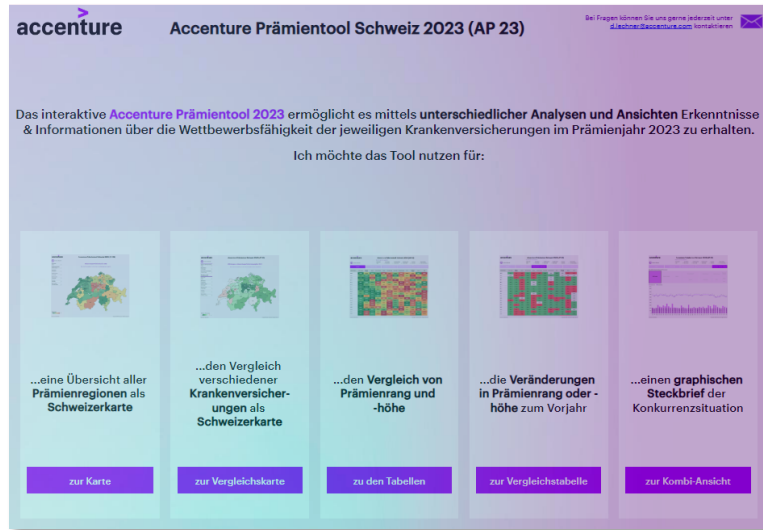 accenture
Accenture Prämientool Schweiz 2023 (AP 23)
Bei Fragen können Sie uns gerne jederzeit unter
d.lechner@accenture.com kontaktieren
Das interaktive Accenture Prämientool 2023 ermöglicht es mittels unterschiedlicher Analysen und Ansichten Erkenntnisse
& Informationen über die Wettbewerbsfähigkeit der jeweiligen Krankenversicherungen im Prämienjahr 2023 zu erhalten.
Ich möchte das Tool nutzen für:
...eine Übersicht aller
Prämienregionen als
Schweizerkarte
zur Karte
...den Vergleich
verschiedener
Krankenversicher-
ungen als
Schweizerkarte
zur Vergleichskarte
...den Vergleich von
Prämienrang und
-höhe
zu den Tabellen
...die Veränderungen
in Prämienrang oder -
höhe zum Vorjahr
zur Vergleichstabelle
...einen graphischen
Steckbrief der
Konkurrenzsituation
zur Kombi-Ansicht